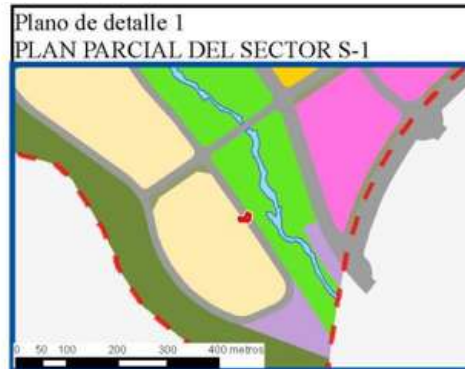 Plano de detalle 1
PLAN PARCIAL DEL SECTOR S-1
0 50 100 200 300 400 metros